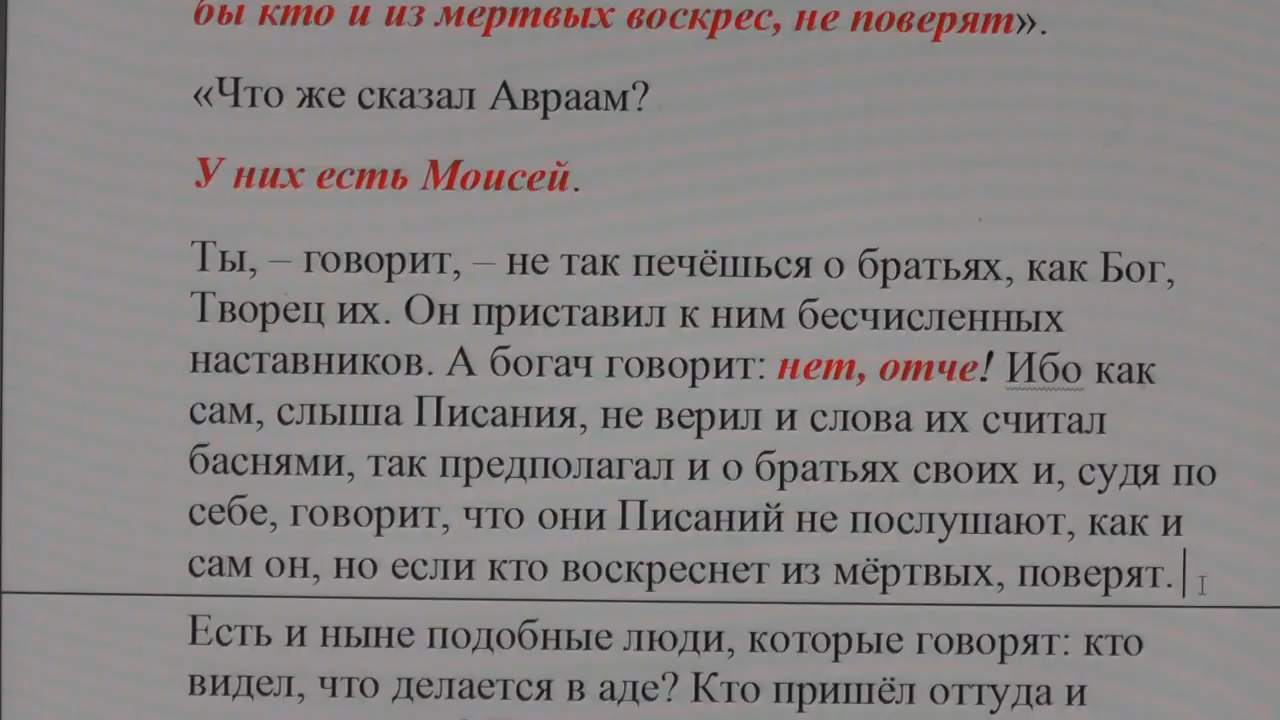 бы кто и из мертвых воскрес, не поверят».
«Что же сказал Авраам?
У них есть Моисей.
Ты, – говорит, – не так печёшься о братьях, как Бог,
Творец их. Он приставил к ним бесчисленных
наставников. А богач говорит: нет, отче! Ибо как
сам, слыша Писания, не верил и слова их считал
баснями, так предполагал и о братьях своих и, судя по
себе, говорит, что они Писаний не послушают, как и
сам он, но если кто воскреснет из мёртвых, поверят.
Есть и ныне подобные люди, которые говорят: кто
видел, что делается в аде? Кто пришёл оттуда и